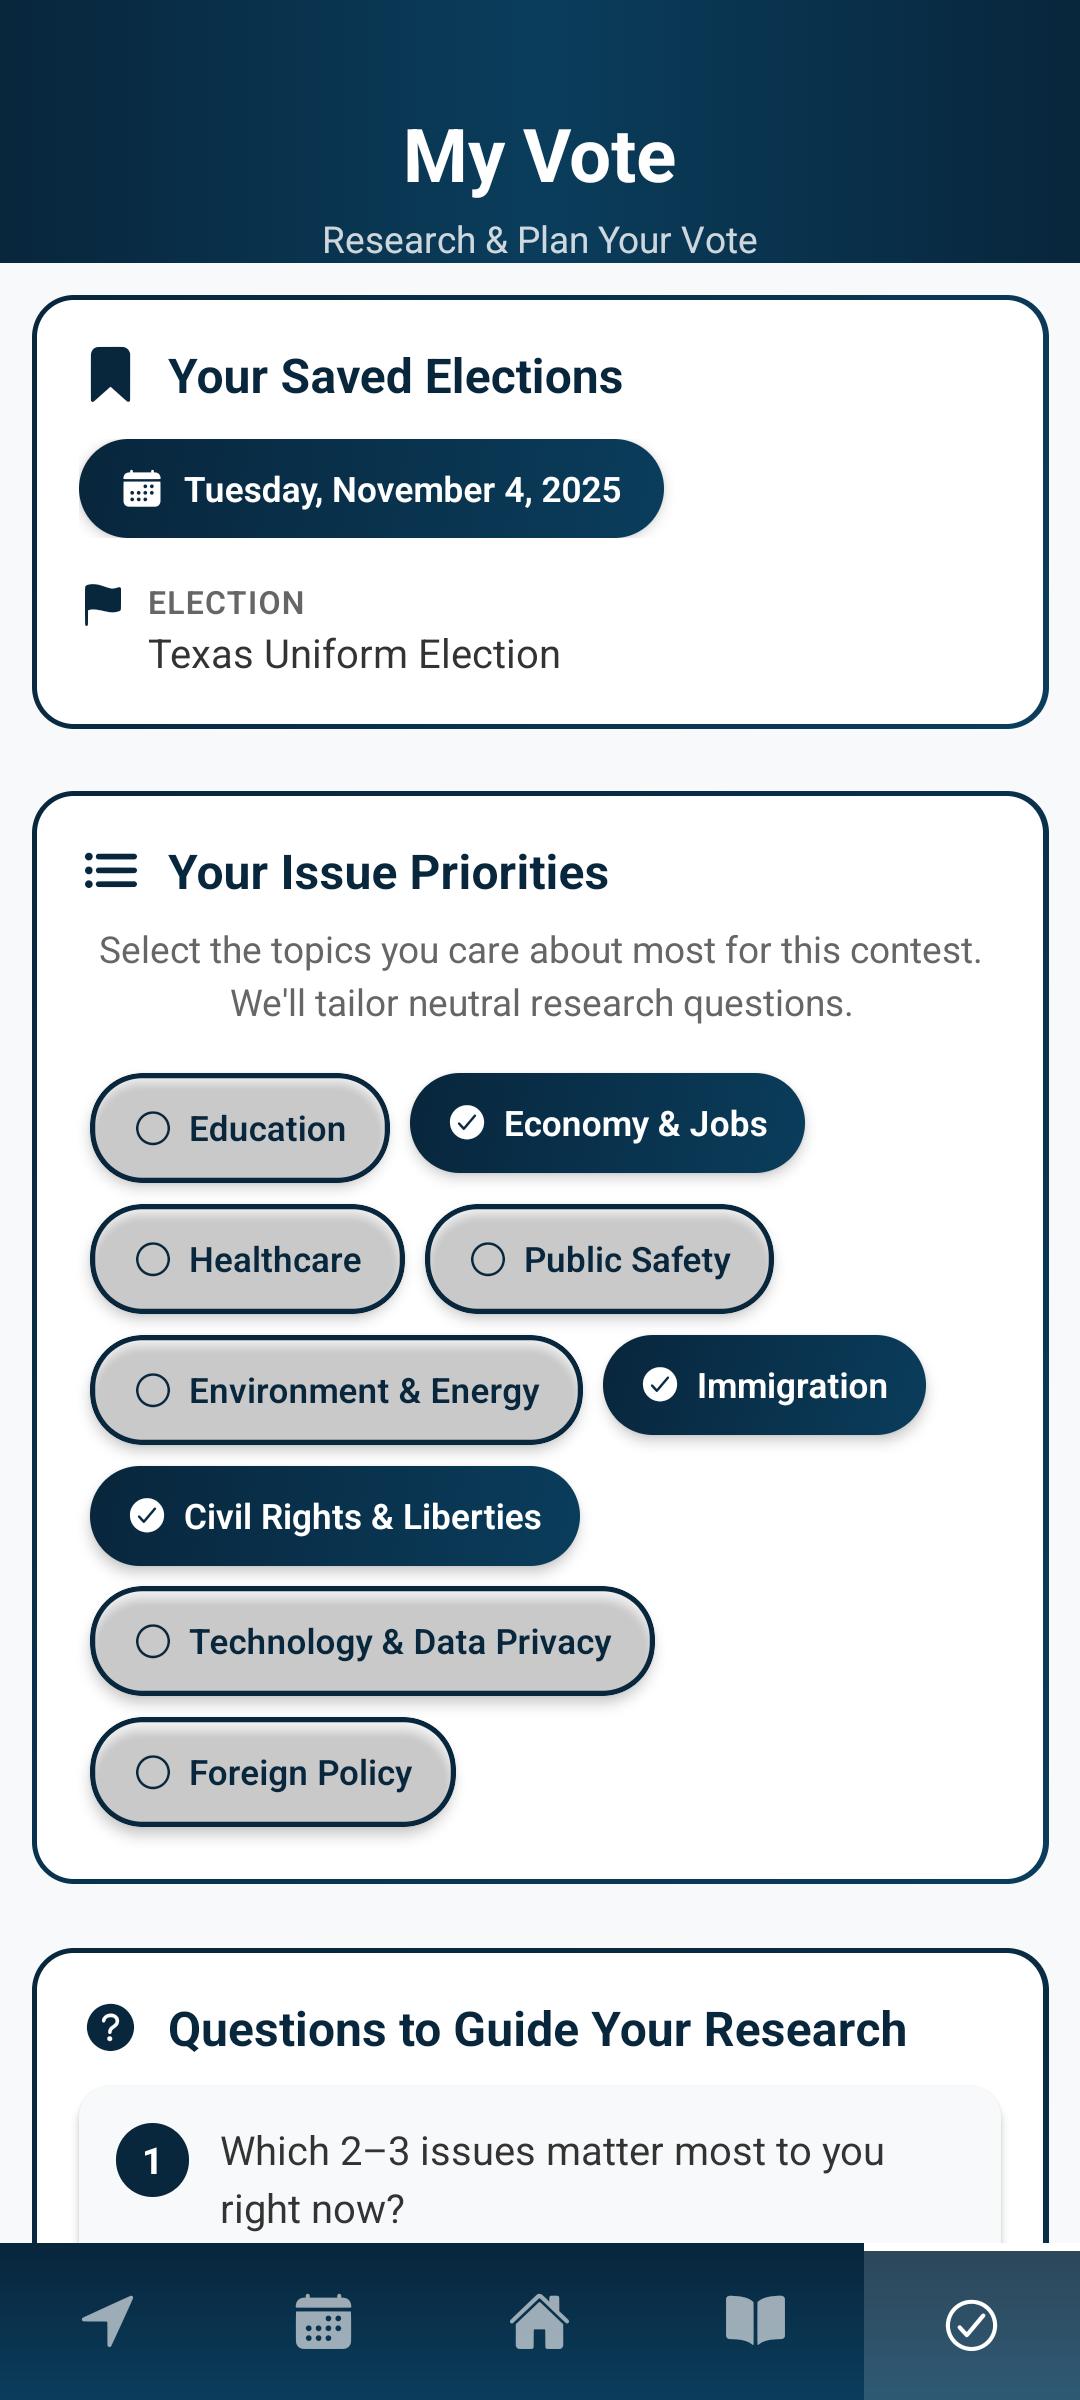 My Vote
Research & Plan Your Vote
Your Saved Elections
Tuesday, November 4, 2025
ELECTION
Texas Uniform Election
Your Issue Priorities
Select the topics you care about most for this contest.
We'll tailor neutral research questions.
Education
Economy & Jobs
Healthcare
Public Safety
Environment & Energy
Immigration
Civil Rights & Liberties
Technology & Data Privacy
Foreign Policy
Questions to Guide Your Research
1
Which 2–3 issues matter most to you
right now?